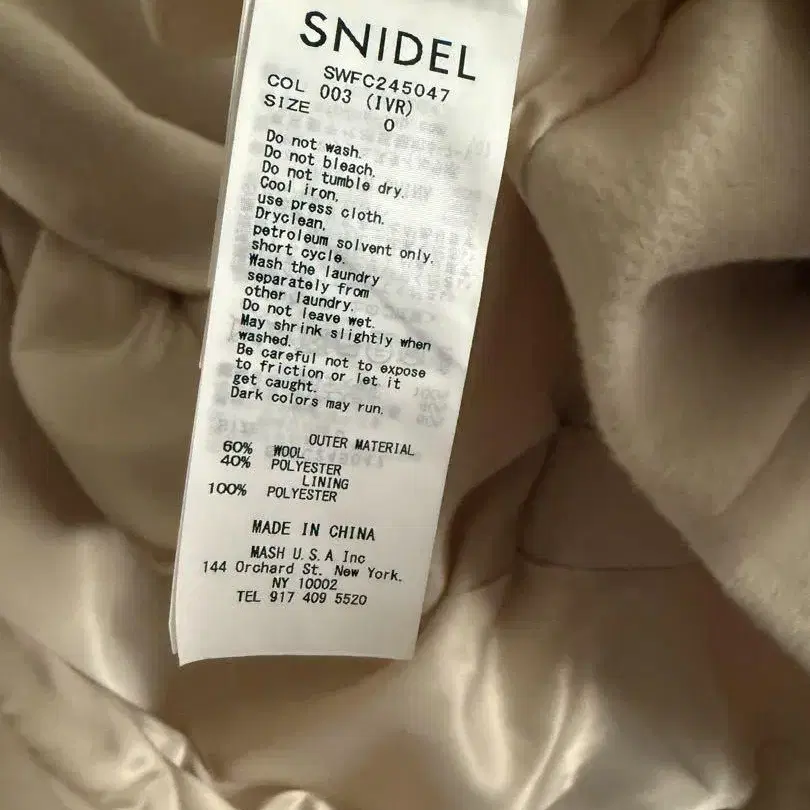 SNIDEL
SWFC245047
COL 003 (IVR)
SIZE 0
Do not wash.
Do not bleach.
Do not tumble dry.
Cool iron,
use press cloth.
Dryclean,
petroleum solvent only.
short cycle.
Wash the laundry
separately from
other laundry.
Do not leave wet.
May shrink slightly when
washed.
Be careful not to expose
to friction or let it
get caught.
Dark colors may run.
OUTER MATERIAL
60% WOOL
40% POLYESTER
LINING
100% POLYESTER
MADE IN CHINA
MASH U.S.A Inc
144 Orchard St. New York.
NY 10002
TEL 917 409 5520